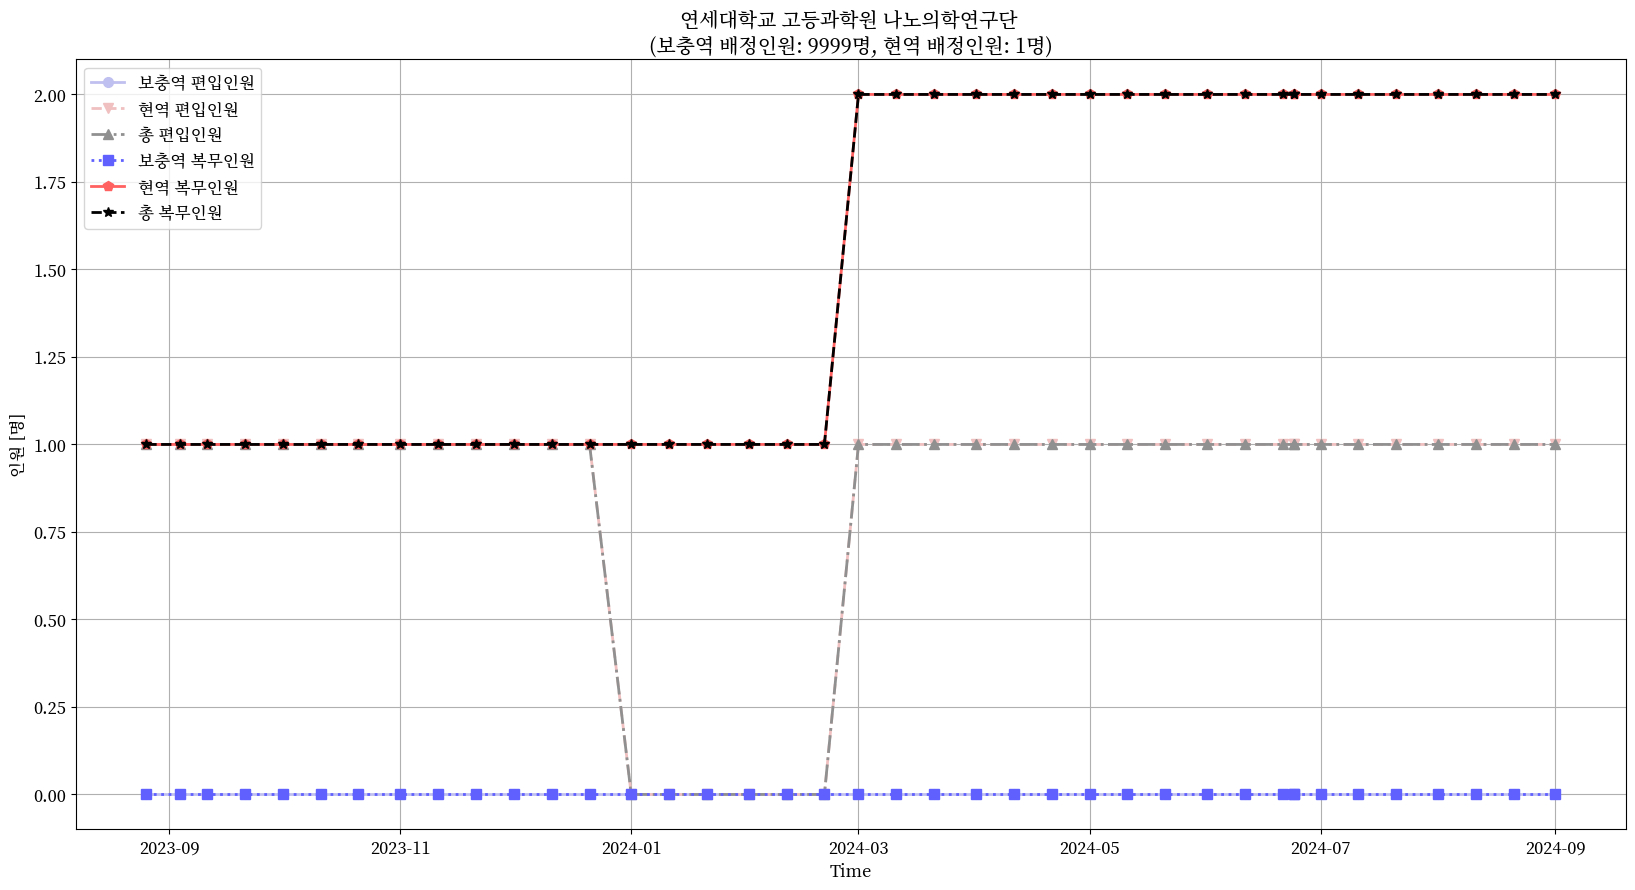 연세대학교 고등과학원 나노의학연구단
(보충역 배정인원: 9999명, 현역 배정인원: 1명)
보충역 편입인원
현역 편입인원
총 편입인원
보충역 복무인원
현역 복무인원
총 복무인원
인원 [명]
2.00
1.75
1.50
1.25
1.00
0.75
0.50
0.25
0.00
2023-09 2023-11 2024-01 2024-03 2024-05 2024-07 2024-09
Time